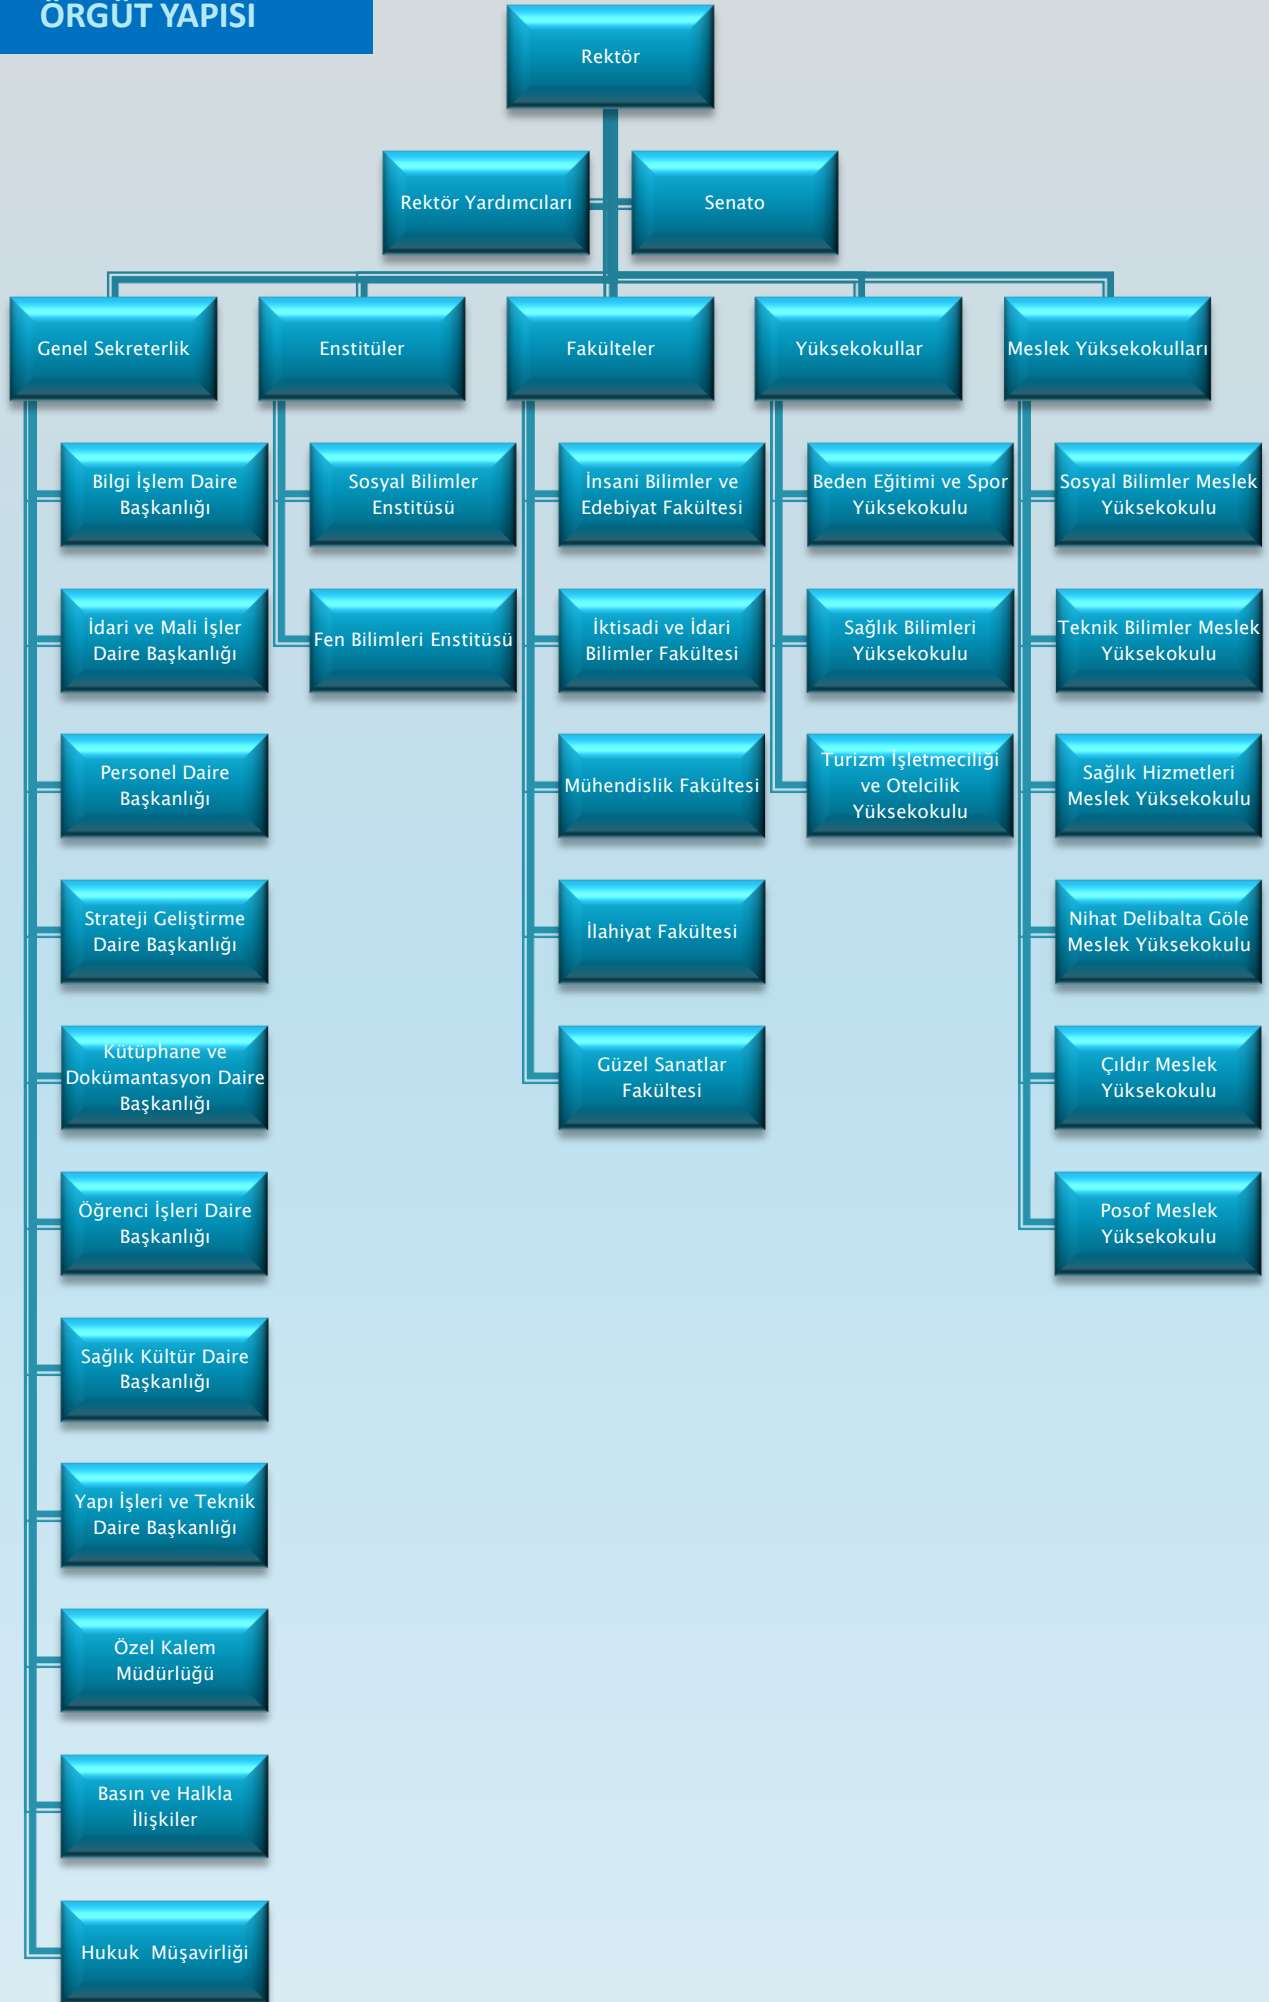 ÖRGÜT YAPISI
Rektör
Rektör Yardımcıları
Senato
Genel Sekreterlik
Enstitüler
Fakülteler
Yüksekokullar
Meslek Yüksekokulları
Bilgi İşlem Daire
Başkanlığı
İdari ve Mali İşler
Daire Başkanlığı
Personel Daire
Başkanlığı
Strateji Geliştirme
Daire Başkanlığı
Kütüphane ve
Dokümantasyon Daire
Başkanlığı
Öğrenci İşleri Daire
Başkanlığı
Sağlık Kültür Daire
Başkanlığı
Yapı İşleri ve Teknik
Daire Başkanlığı
Özel Kalem
Müdürlüğü
Basın ve Halkla
İlişkiler
Hukuk  Müşavirliği
Sosyal Bilimler
Enstitüsü
Fen Bilimleri Enstitüsü
İnsani Bilimler ve
Edebiyat Fakültesi
İktisadi ve İdari
Bilimler Fakültesi
Mühendislik Fakültesi
İlahiyat Fakültesi
Güzel Sanatlar
Fakültesi
Beden Eğitimi ve Spor
Yüksekokulu
Sağlık Bilimleri
Yüksekokulu
Turizm İşletmeciliği
ve Otelcilik
Yüksekokulu
Sosyal Bilimler Meslek
Yüksekokulu
Teknik Bilimler Meslek
Yüksekokulu
Sağlık Hizmetleri
Meslek Yüksekokulu
Nihat Delibalta Göle
Meslek Yüksekokulu
Çıldır Meslek
Yüksekokulu
Posof Meslek
Yüksekokulu